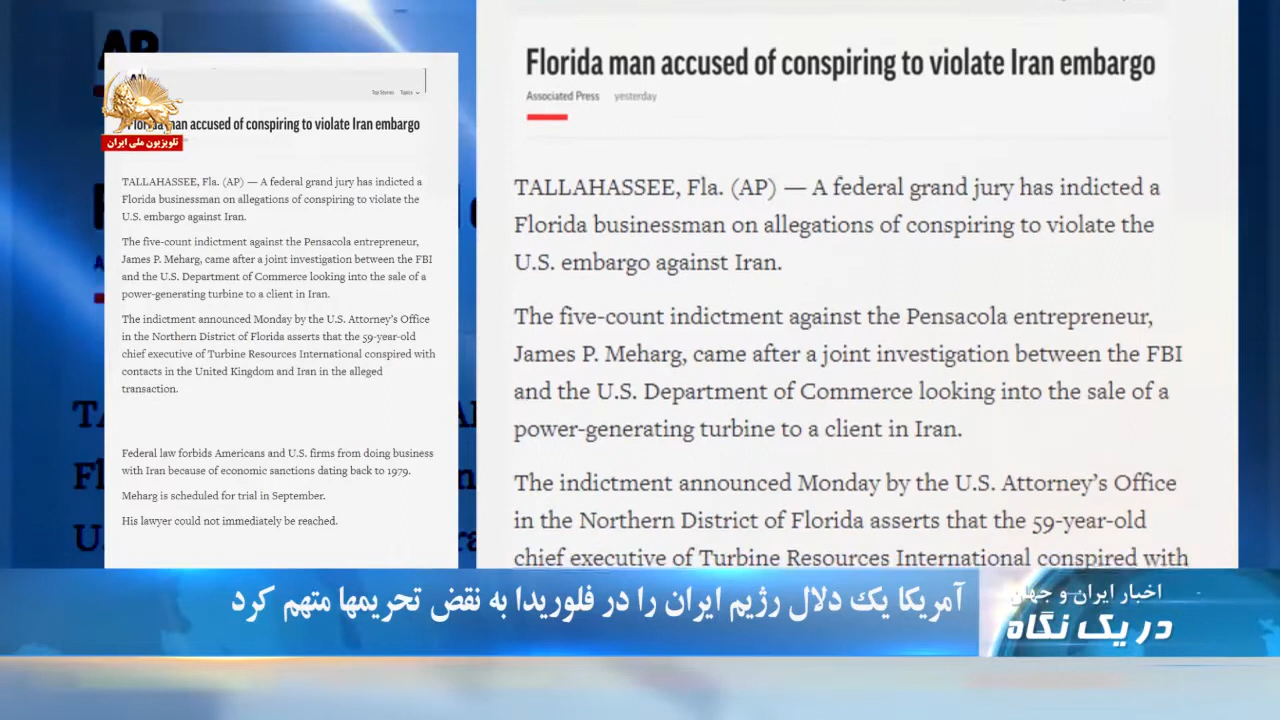 AP
Top Stories Topics
Florida man accused of conspiring to violate Iran embargo
تلویزیون ملی ایران
TALLAHASSEE, Fla. (AP) — A federal grand jury has indicted a
Florida businessman on allegations of conspiring to violate the
U.S. embargo against Iran.
The five-count indictment against the Pensacola entrepreneur,
James P. Meharg, came after a joint investigation between the FBI
and the U.S. Department of Commerce looking into the sale of a
power-generating turbine to a client in Iran.
The indictment announced Monday by the U.S. Attorney’s Office
in the Northern District of Florida asserts that the 59-year-old
chief executive of Turbine Resources International conspired with
contacts in the United Kingdom and Iran in the alleged
transaction.
Federal law forbids Americans and U.S. firms from doing business
with Iran because of economic sanctions dating back to 1979.
Meharg is scheduled for trial in September.
His lawyer could not immediately be reached.
Florida man accused of conspiring to violate Iran embargo
Associated Press yesterday
TALLAHASSEE, Fla. (AP) — A federal grand jury has indicted a
Florida businessman on allegations of conspiring to violate the
U.S. embargo against Iran.
The five-count indictment against the Pensacola entrepreneur,
James P. Meharg, came after a joint investigation between the FBI
and the U.S. Department of Commerce looking into the sale of a
power-generating turbine to a client in Iran.
The indictment announced Monday by the U.S. Attorney’s Office
in the Northern District of Florida asserts that the 59-year-old
chief executive of Turbine Resources International conspired with
اخبار ایران و جهان
در یک نگاه
آمریکا یک دلال رژیم ایران را در فلوریدا به نقض تحریمها متهم کرد